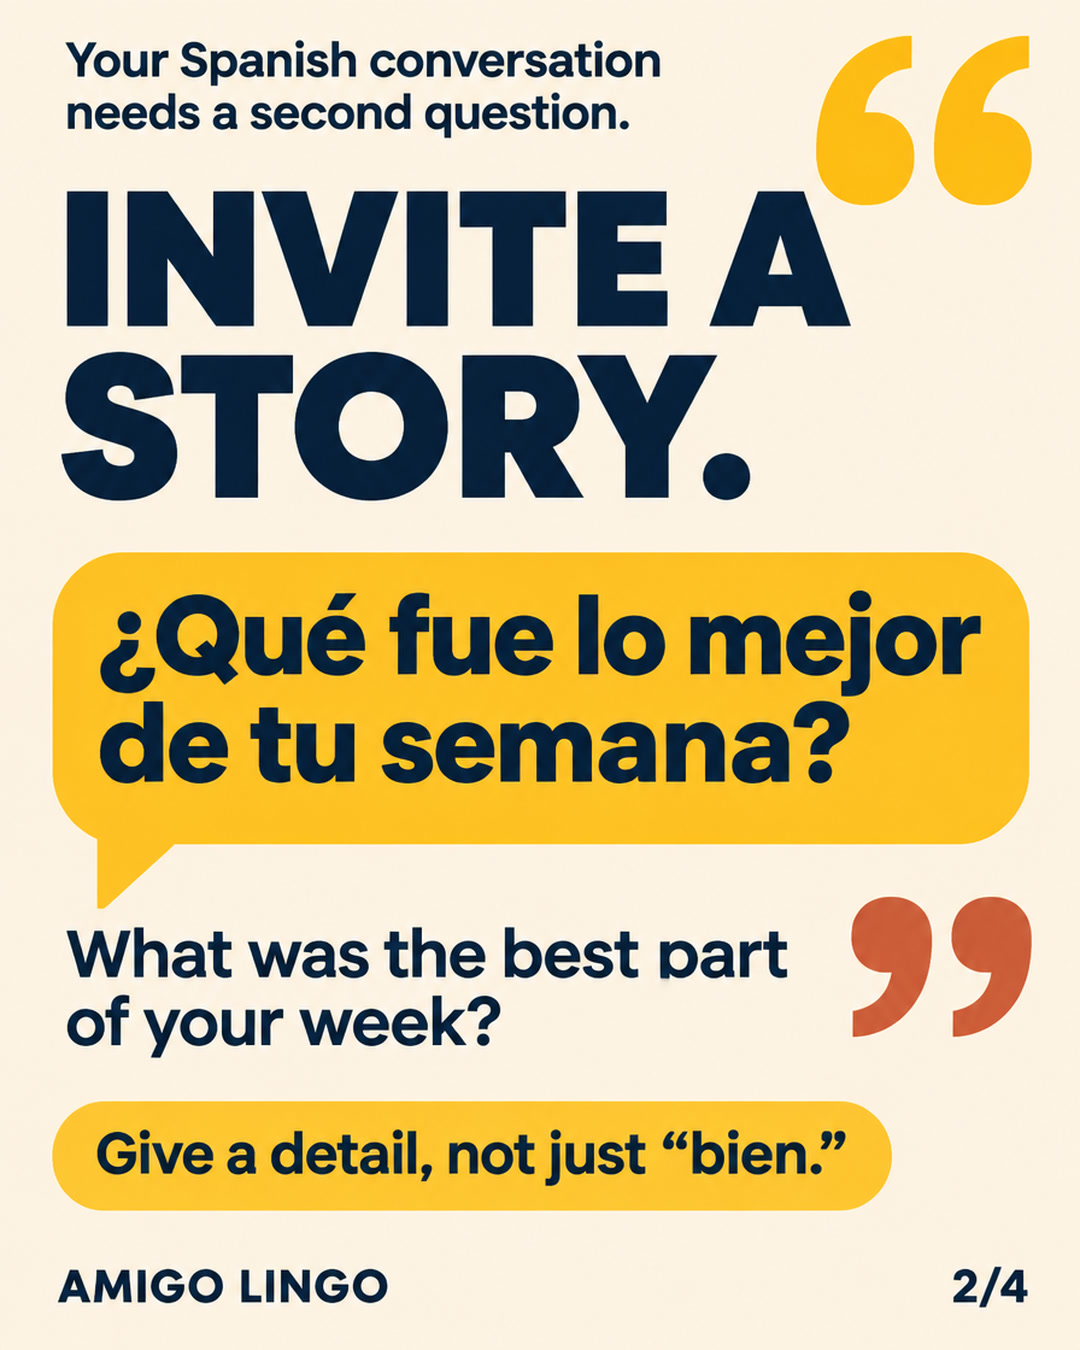 Your Spanish conversation
needs a second question.
INVITE A
STORY.
¿Qué fue lo mejor
de tu semana?
What was the best part
of your week?
Give a detail, not just “bien.”
AMIGO LINGO
2/4